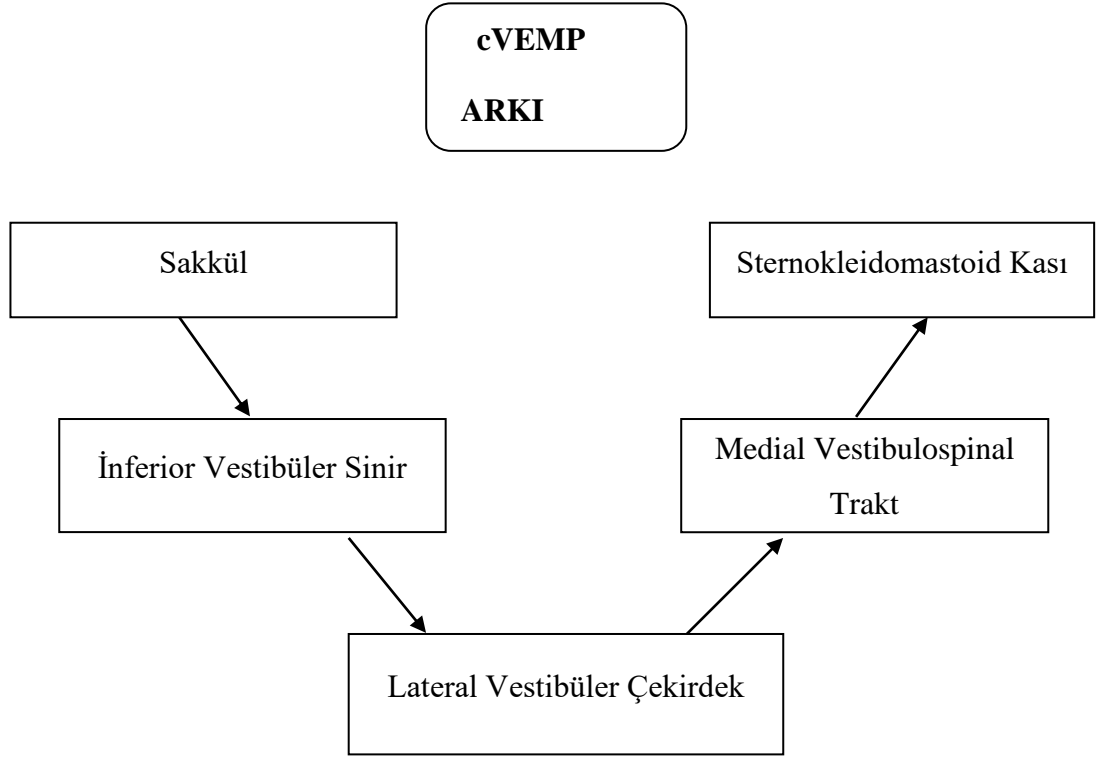 cVEMP
ARKI
Sakkül
Sternokleidomastoid Kası
İnferior Vestibüler Sinir
Medial Vestibulospinal
Trakt
Lateral Vestibüler Çekirdek